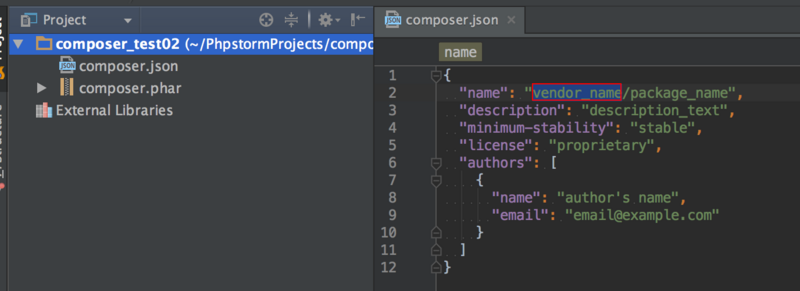 Project
composer_test02 (~/PhpstormProjects/compo
composer.json
composer.phar
External Libraries
composer.json
name
1 {
2 "name": "vendor_name/package_name",
3 "description": "description_text",
4 "minimum-stability": "stable",
5 "license": "proprietary",
6 "authors": [
7 {
8 "name": "author's name",
9 "email": "email@example.com"
10 }
11 ]
12 }